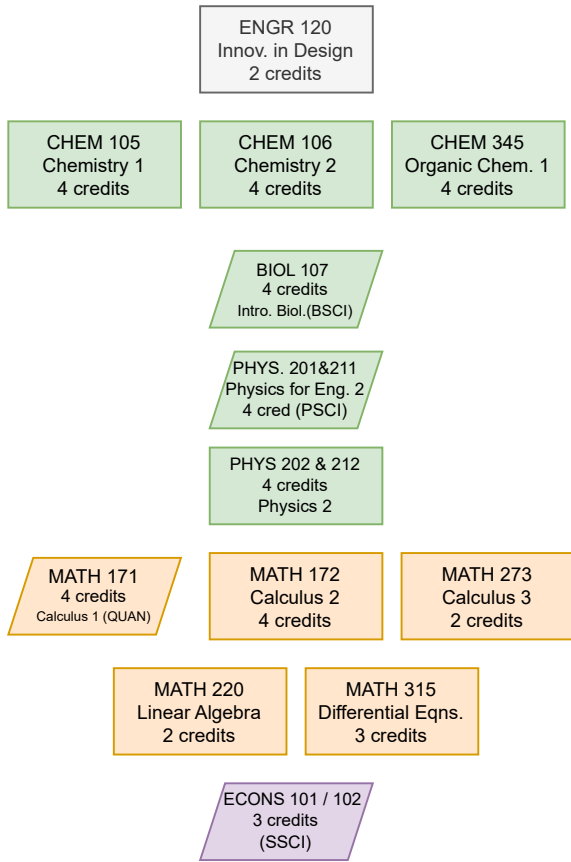 ENGR 120
Innov. in Design
2 credits
CHEM 105
Chemistry 1
4 credits
CHEM 106
Chemistry 2
4 credits
CHEM 345
Organic Chem. 1
4 credits
BIOL 107
4 credits
Intro. Biol.(BSCI)
PHYS. 201&211
Physics for Eng. 2
4 cred (PSCI)
PHYS 202 & 212
4 credits
Physics 2
MATH 171
4 credits
Calculus 1 (QUAN)
MATH 172
Calculus 2
4 credits
MATH 273
Calculus 3
2 credits
MATH 220
Linear Algebra
2 credits
MATH 315
Differential Eqns.
3 credits
ECONS 101 / 102
3 credits
(SSCI)